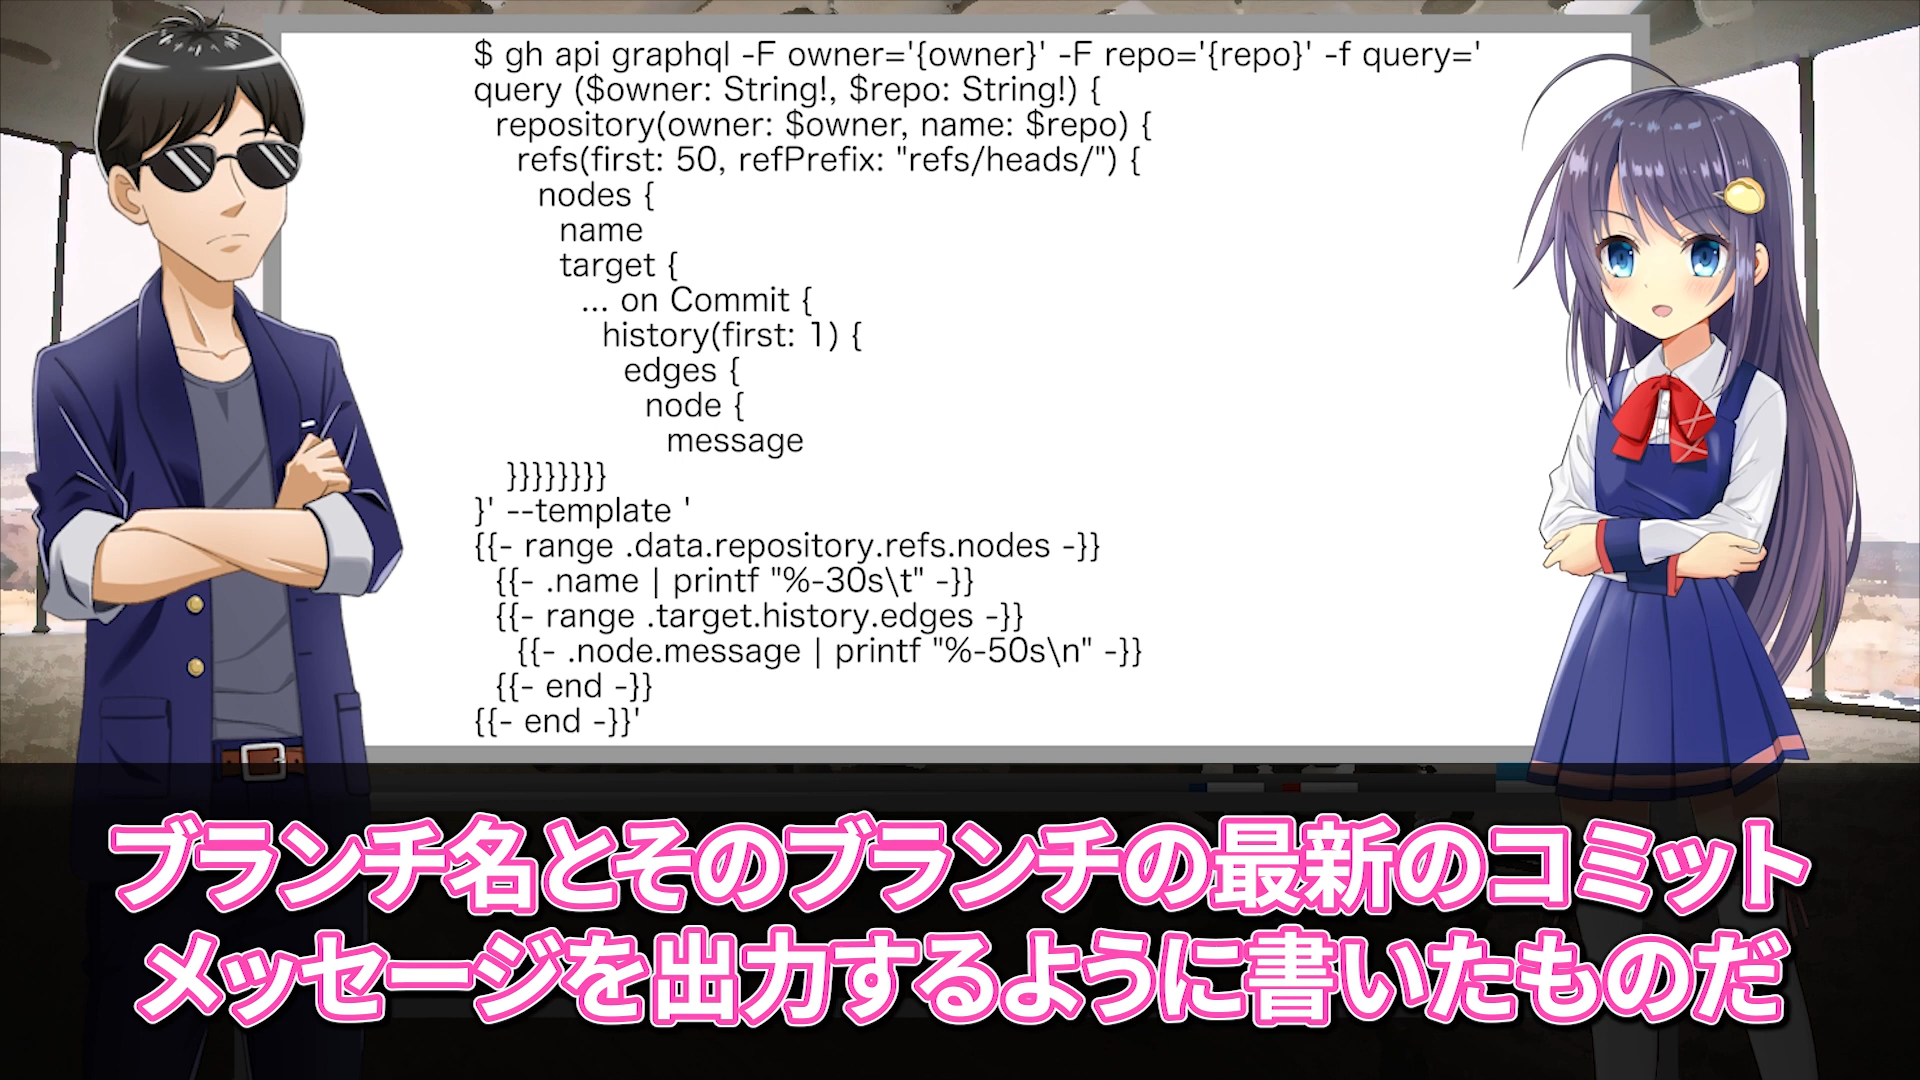 $ gh api graphql -F owner='{owner}' -F repo='{repo}' -f query='
query ($owner: String!, $repo: String!) {
  repository(owner: $owner, name: $repo) {
    refs(first: 50, refPrefix: "refs/heads/") {
      nodes {
        name
        target {
          ... on Commit {
            history(first: 1) {
              edges {
                node {
                  message
   }}}}}}}}
}' --template '
{{- range .data.repository.refs.nodes -}}
  {{- .name | printf "%-30s\t" -}}
  {{- range .target.history.edges -}}
    {{- .node.message | printf "%-50s\n" -}}
  {{- end -}}
{{- end -}}'
ブランチ名とそのブランチの最新のコミット
メッセージを出力するように書いたものだ